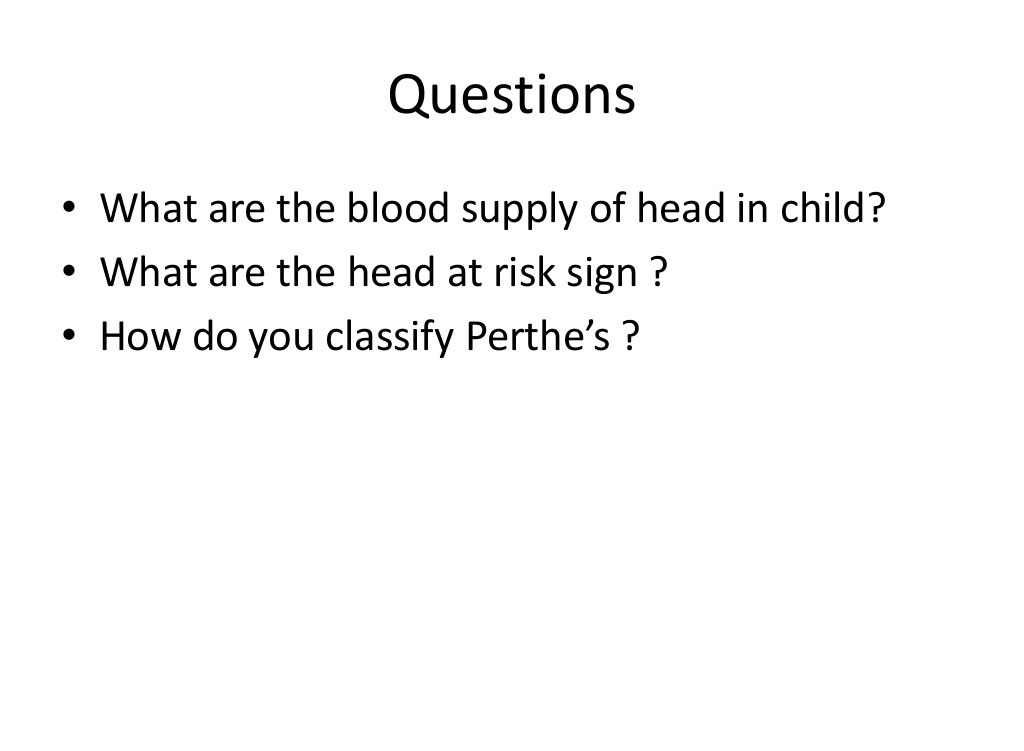 Questions
• What are the blood supply of head in child?
• What are the head at risk sign ?
• How do you classify Perthe’s ?